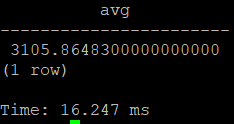 avg
-----------------------
3105.8648300000000000
(1 row)
Time: 16.247 ms